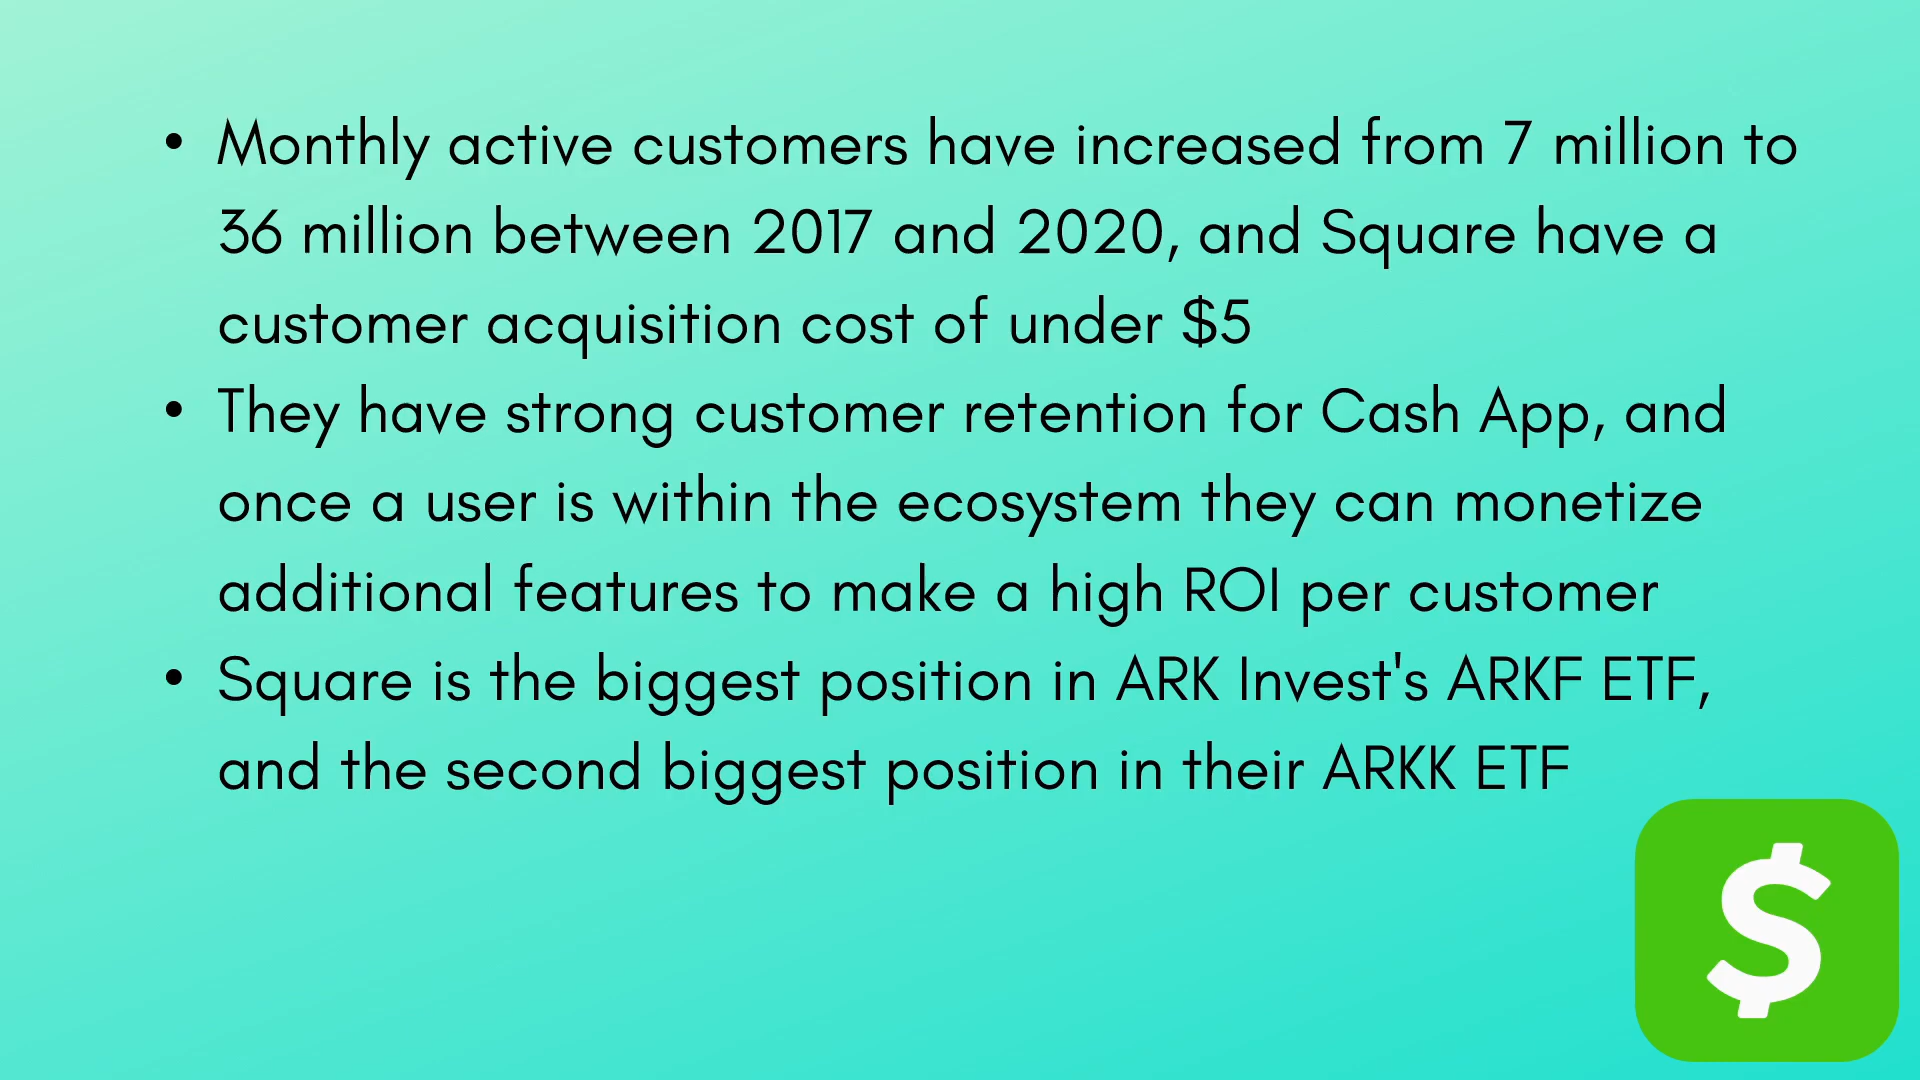 • Monthly active customers have increased from 7 million to
36 million between 2017 and 2020, and Square have a
customer acquisition cost of under $5
• They have strong customer retention for Cash App, and
once a user is within the ecosystem they can monetize
additional features to make a high ROI per customer
• Square is the biggest position in ARK Invest's ARKF ETF,
and the second biggest position in their ARKK ETF
$